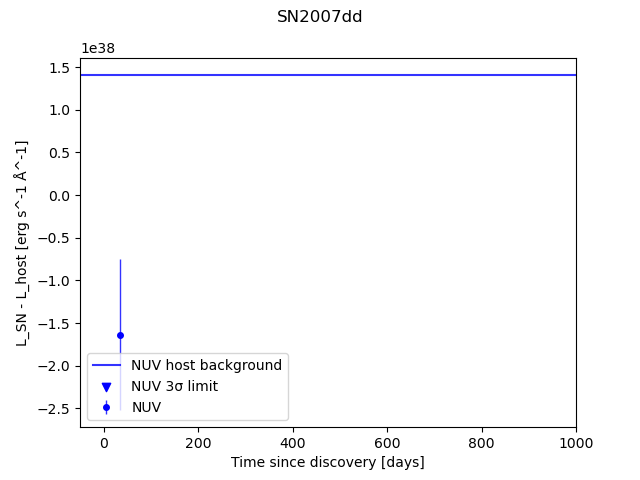 SN2007dd
1e38
1.5
1.0
0.5
0.0
−0.5
−1.0
−1.5
−2.0
−2.5
L_SN - L_host [erg s^-1 Å^-1]
NUV host background
NUV 3σ limit
NUV
0 200 400 600 800 1000
Time since discovery [days]